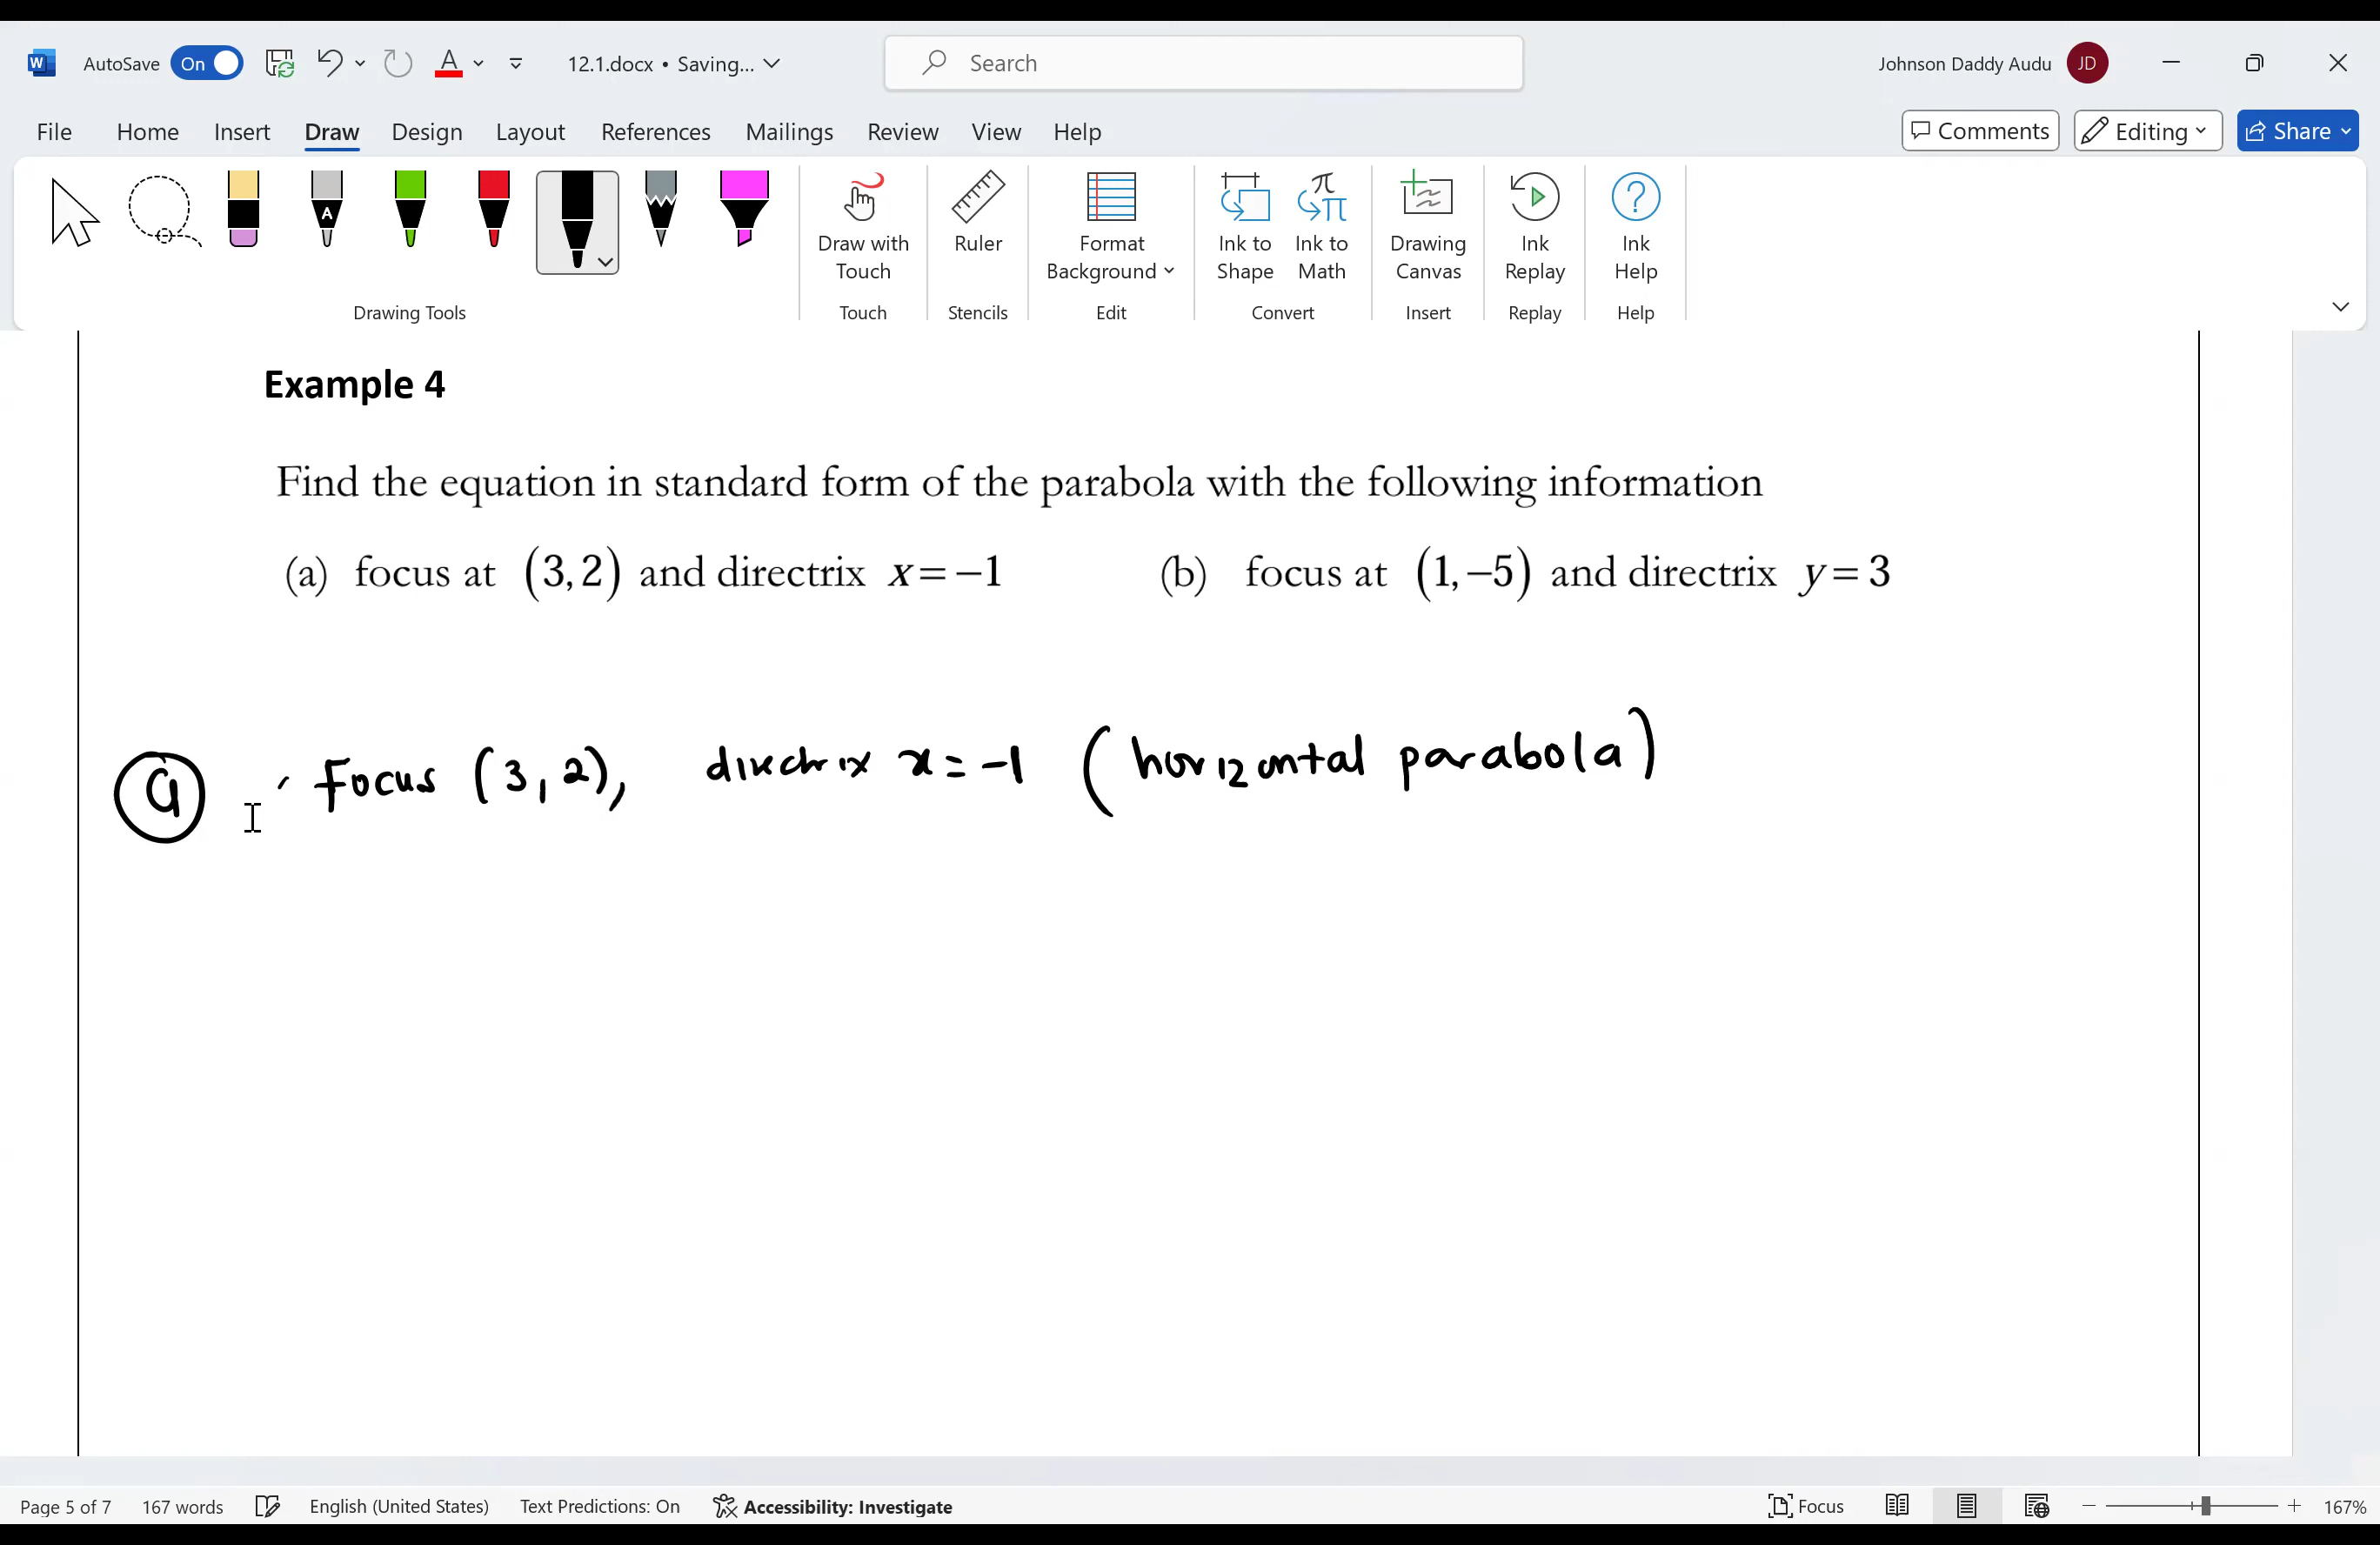 AutoSave On 12.1.docx • Saving... Search Johnson Daddy Audu JD
File Home Insert Draw Design Layout References Mailings Review View Help Comments Editing Share
Draw with Touch Ruler Format Background Ink to Shape Ink to Math Drawing Canvas Ink Replay Ink Help
Drawing Tools Touch Stencils Edit Convert Insert Replay Help
Example 4
Find the equation in standard form of the parabola with the following information
(a) focus at (3,2) and directrix x=−1 (b) focus at (1,−5) and directrix y=3
a Focus (3,2), directrix x=-1 (horizontal parabola)
Page 5 of 7 167 words English (United States) Text Predictions: On Accessibility: Investigate Focus 167%